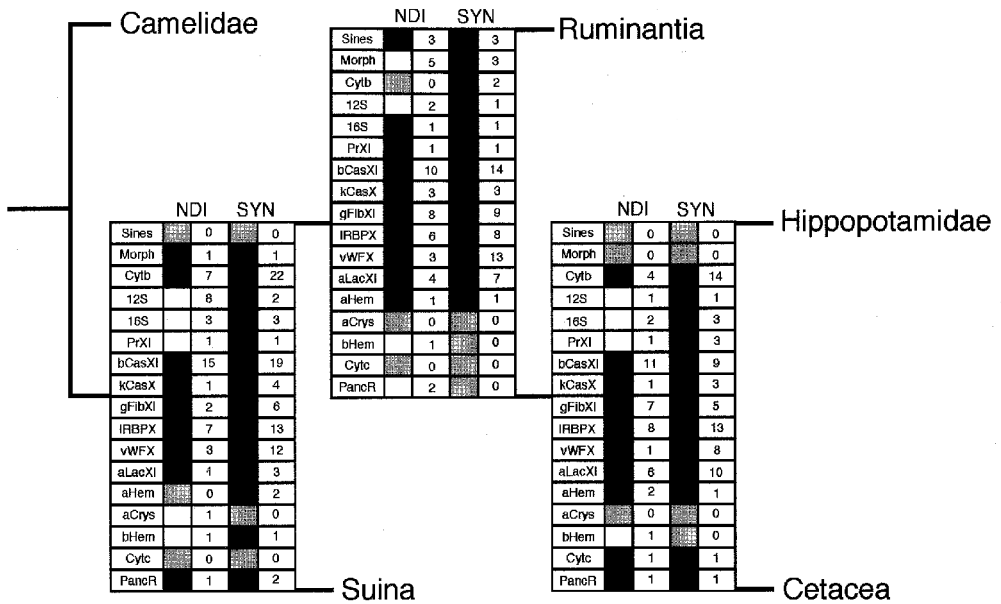 Camelidae
NDI SYN
Sines 3 3
Morph 5 3
Cytb 0 2
12S 2 1
16S 1 1
PrXI 1 1
bCasXI 10 14
kCasX 3 3
gFibXI 8 9
IRBPX 6 8
vWFX 3 13
aLacXI 4 7
aHem 1 1
aCrys 0 0
bHem 1 0
Cytc 0 0
PancR 2 0
Ruminantia
NDI SYN
Sines 0 0
Morph 1 1
Cytb 7 22
12S 8 2
16S 3 3
PrXI 1 1
bCasXI 15 19
kCasX 1 4
gFibXI 2 6
IRBPX 7 13
vWFX 3 12
aLacXI 3
aHem 0 2
aCrys 1 0
bHem 1 1
Cytc 0 0
PancR 1 2
Suina
NDI SYN
Sines 0 0
Morph 0 0
Cytb 4 14
12S 1 1
16S 2 3
PrXI 1 3
bCasXI 11 9
kCasX 1 3
gFibXI 7 5
IRBPX 8 13
vWFX 1 8
aLacXI 6 10
aHem 2 1
aCrys 0 0
bHem 1 0
Cytc 1 1
PancR 1 1
Hippopotamidae
Cetacea